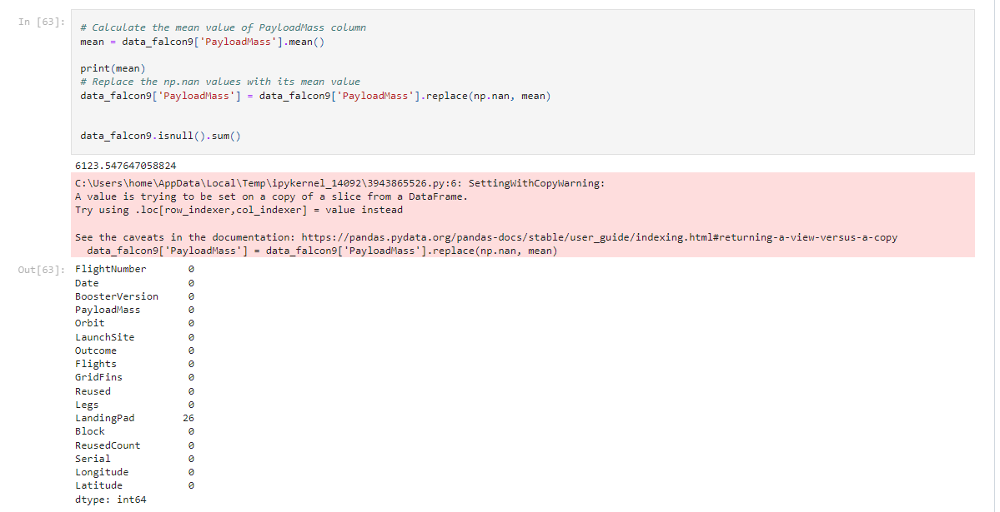 In [63]:
# Calculate the mean value of PayloadMass column
mean = data_falcon9['PayloadMass'].mean()
print(mean)
# Replace the np.nan values with its mean value
data_falcon9['PayloadMass'] = data_falcon9['PayloadMass'].replace(np.nan, mean)
data_falcon9.isnull().sum()
6123.547647058824
C:\Users\home\AppData\Local\Temp\ipykernel_14092\3943865526.py:6: SettingWithCopyWarning:
A value is trying to be set on a copy of a slice from a DataFrame.
Try using .loc[row_indexer,col_indexer] = value instead
See the caveats in the documentation: https://pandas.pydata.org/pandas-docs/stable/user_guide/indexing.html#returning-a-view-versus-a-copy
data_falcon9['PayloadMass'] = data_falcon9['PayloadMass'].replace(np.nan, mean)
Out[63]: FlightNumber 0
Date 0
BoosterVersion 0
PayloadMass 0
Orbit 0
LaunchSite 0
Outcome 0
Flights 0
GridFins 0
Reused 0
Legs 0
LandingPad 26
Block 0
ReusedCount 0
Serial 0
Longitude 0
Latitude 0
dtype: int64